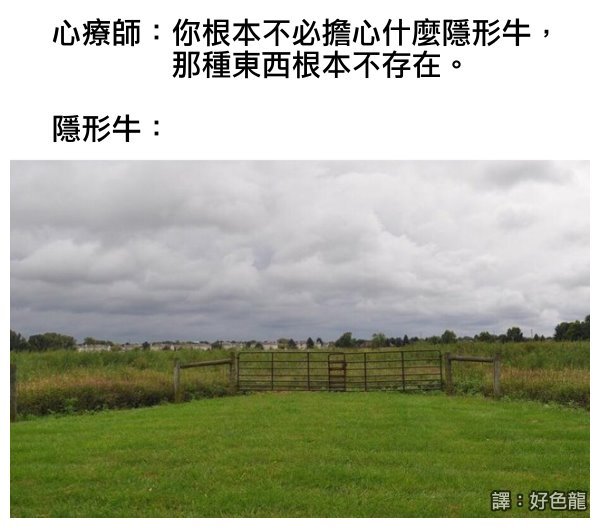 心療師：你根本不必擔心什麼隱形牛，
那種東西根本不存在。
隱形牛：
譯：好色龍